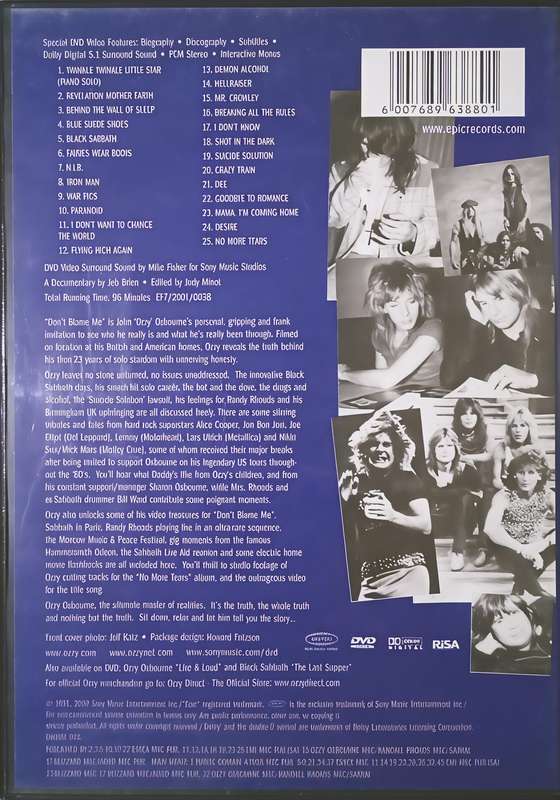 Special DVD Video Features: Biography • Discography • Subtitles •
Dolby Digital 5.1 Surround Sound • PCM Stereo • Interactive Menus
1. TWINKLE TWINKLE LITTLE STAR
(PIANO SOLO)
2. REVELATION MOTHER EARTH
3. BEHIND THE WALL OF SLEEP
4. BLUE SUEDE SHOES
5. BLACK SABBATH
6. FAIRIES WEAR BOOTS
7. N.I.B.
8. IRON MAN
9. WAR PIGS
10. PARANOID
11. I DON'T WANT TO CHANGE
THE WORLD
12. FLYING HIGH AGAIN
13. DEMON ALCOHOL
14. HELLRAISER
15. MR. CROWLEY
16. BREAKING ALL THE RULES
17. I DON'T KNOW
18. SHOT IN THE DARK
19. SUICIDE SOLUTION
20. CRAZY TRAIN
21. DEE
22. GOODBYE TO ROMANCE
23. MAMA, I'M COMING HOME
24. DESIRE
25. NO MORE TEARS
6 007689 638801
www.epicrecords.com
DVD Video Surround Sound by Mike Fisher for Sony Music Studios
A Documentary by Jeb Brien • Edited by Judy Minot
Total Running Time: 96 Minutes EFT/2001/0038
"Don't Blame Me" is John 'Ozzy' Osbourne's personal, gripping and frank
invitation to see who he really is and what he's really been through. Filmed
on location at his British and American homes, Ozzy reveals the truth behind
his then 23 years of solo stardom with unnerving honesty.
Ozzy leaves no stone unturned, no issues unaddressed. The innovative Black
Sabbath days, his smash hit solo career, the bat and the dove, the drugs and
alcohol, the 'Suicide Solution' lawsuit, his feelings for Randy Rhoads and his
Birmingham UK upbringing are all discussed freely. There are some stirring
tributes and tales from hard rock superstars Alice Cooper, Jon Bon Jovi, Joe
Elliot (Def Leppard), Lemmy (Motorhead), Lars Ulrich (Metallica) and Nikki
Sixx/Mick Mars (Motley Crue), some of whom received their major breaks
after being invited to support Osbourne on his legendary US tours through-
out the '80's. You'll hear what Daddy's like from Ozzy's children, and from
his constant support/manager Sharon Osbourne, while Mrs. Rhoads and
ex Sabbath drummer Bill Ward contribute some poignant moments.
Ozzy also unlocks some of his video treasures for "Don't Blame Me".
Sabbath in Paris, Randy Rhoads playing live in an ultra rare sequence,
the Moscow Music & Peace Festival, gig moments from the famous
Hammersmith Odeon, the Sabbath Live Aid reunion and some electric home
movie flashbacks are all included here. You'll thrill to studio footage of
Ozzy cutting tracks for the "No More Tears" album, and the outrageous video
for the title song.
Ozzy Osbourne, the ultimate master of realities. It's the truth, the whole truth
and nothing but the truth. Sit down, relax and let him tell you the story...
Front cover photo: Jeff Katz • Package design: Howard Fritzson
www.ozzy.com www.ozzynet.com www.sonymusic.com/dvd
DVD
VIDEO
DOLBY
DIGITAL
RiSA
Also available on DVD, Ozzy Osbourne "Live & Loud" and Black Sabbath "The Last Supper"
For official Ozzy merchandise go to: Ozzy Direct - The Official Store: www.ozzydirect.com